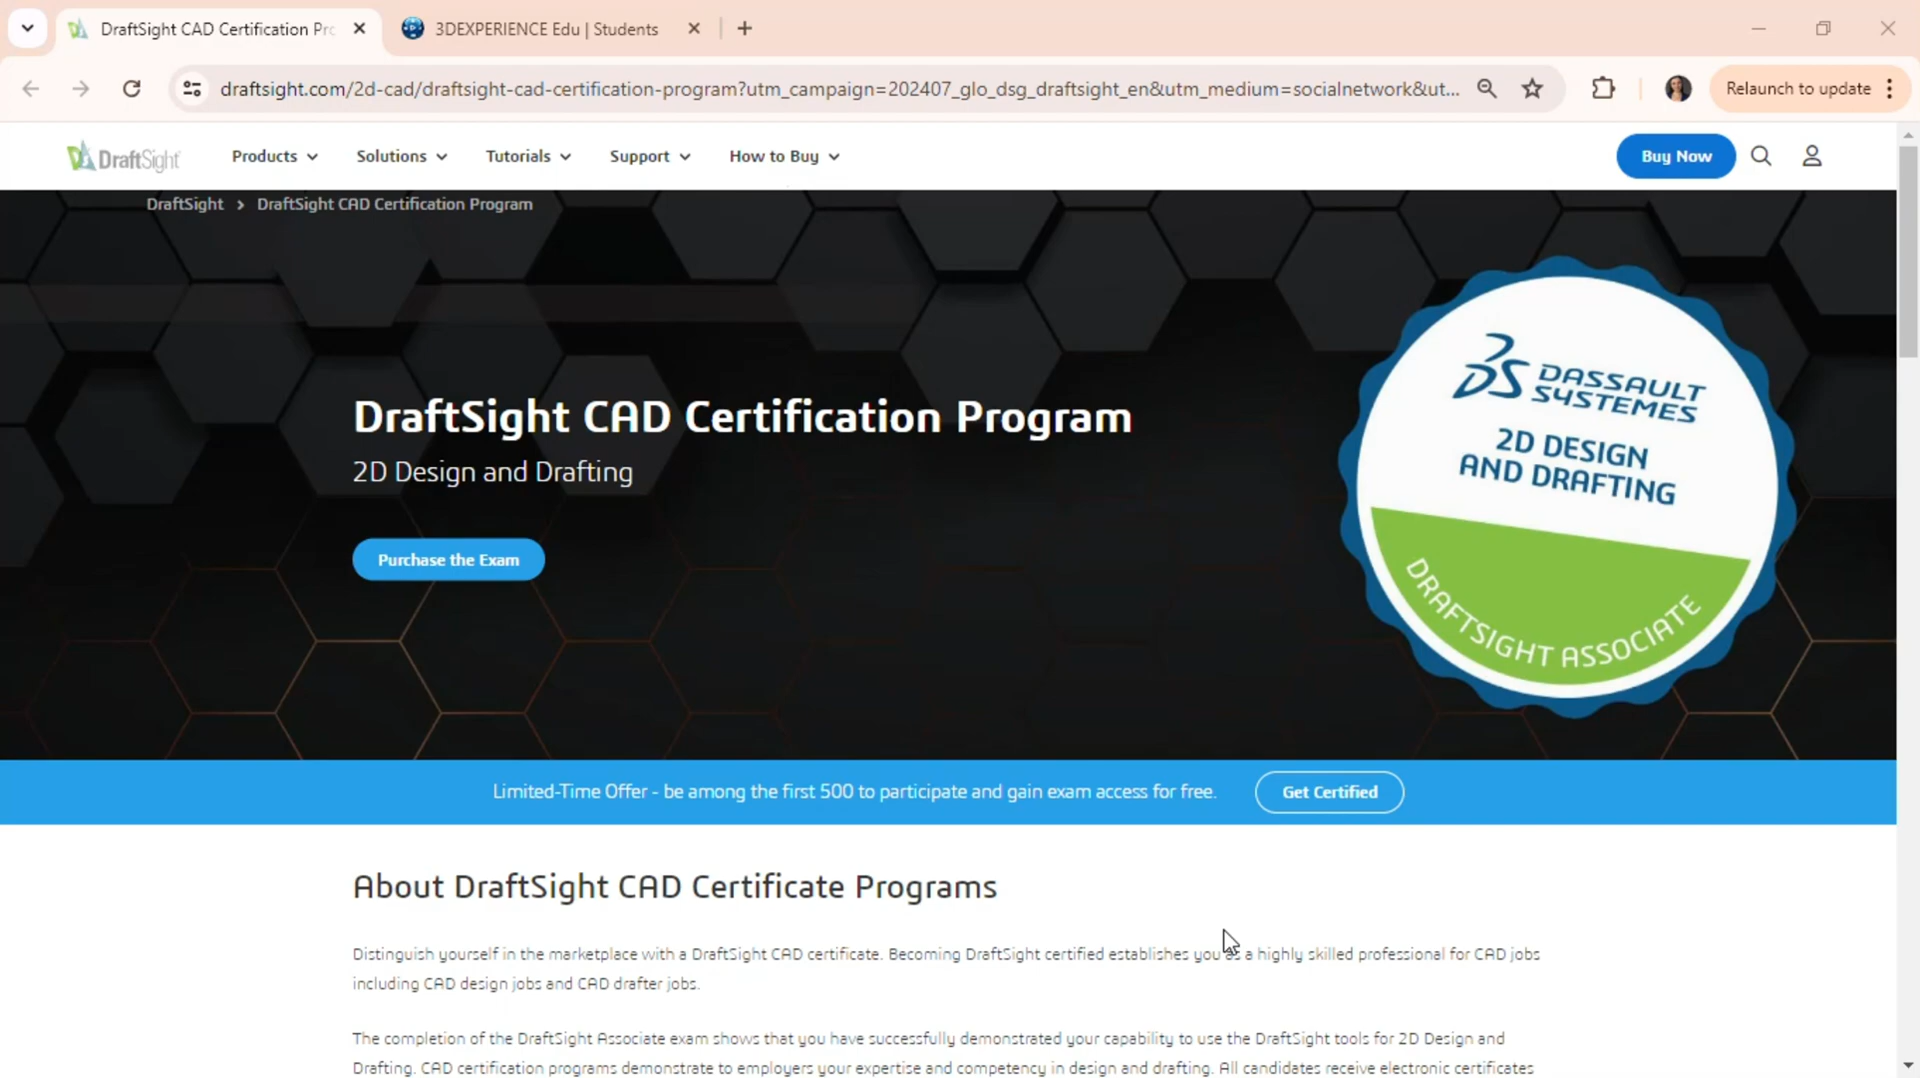 DraftSight CAD Certification Pro
3DEXPERIENCE Edu | Students
draftsight.com/2d-cad/draftsight-cad-certification-program?utm_campaign=202407_glo_dsg_draftsight_en&utm_medium=socialnetwork&ut...
Relaunch to update
DraftSight
Products
Solutions
Tutorials
Support
How to Buy
Buy Now
DraftSight > DraftSight CAD Certification Program
DraftSight CAD Certification Program
2D Design and Drafting
Purchase the Exam
DASSAULT
SYSTEMES
2D DESIGN
AND DRAFTING
DRAFTSIGHT ASSOCIATE
Limited-Time Offer - be among the first 500 to participate and gain exam access for free.
Get Certified
About DraftSight CAD Certificate Programs
Distinguish yourself in the marketplace with a DraftSight CAD certificate. Becoming DraftSight certified establishes you as a highly skilled professional for CAD jobs
including CAD design jobs and CAD drafter jobs.
The completion of the DraftSight Associate exam shows that you have successfully demonstrated your capability to use the DraftSight tools for 2D Design and
Drafting. CAD certification programs demonstrate to employers your expertise and competency in design and drafting. All candidates receive electronic certificates